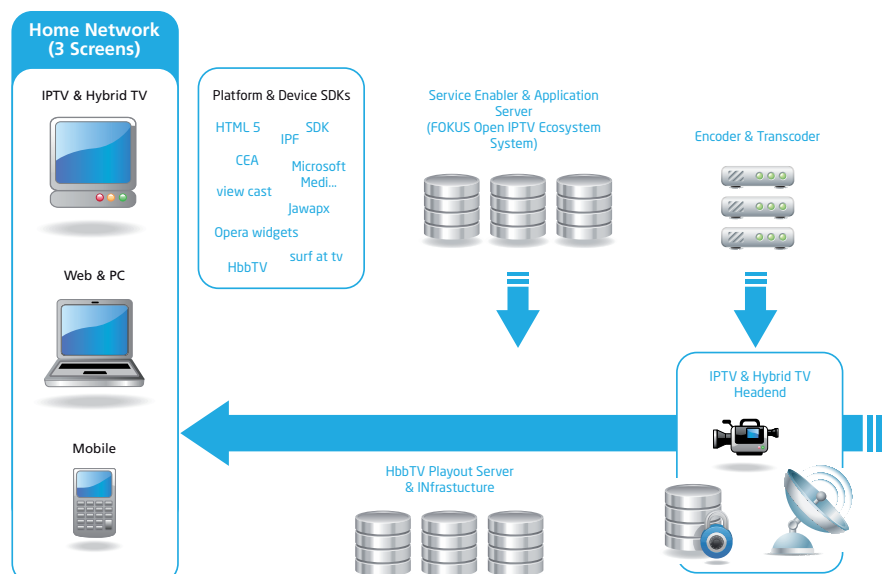 Home Network
(3 Screens)
IPTV & Hybrid TV
Web & PC
Mobile
Platform & Device SDKs
HTML 5
SDK
IPF
CEA
Microsoft
Medi...
view cast
Jawapx
Opera widgets
surf at tv
HbbTV
Service Enabler & Application
Server
(FOKUS Open IPTV Ecosystem
System)
Encoder & Transcoder
IPTV & Hybrid TV
Headend
HbbTV Playout Server
& INfrastucture